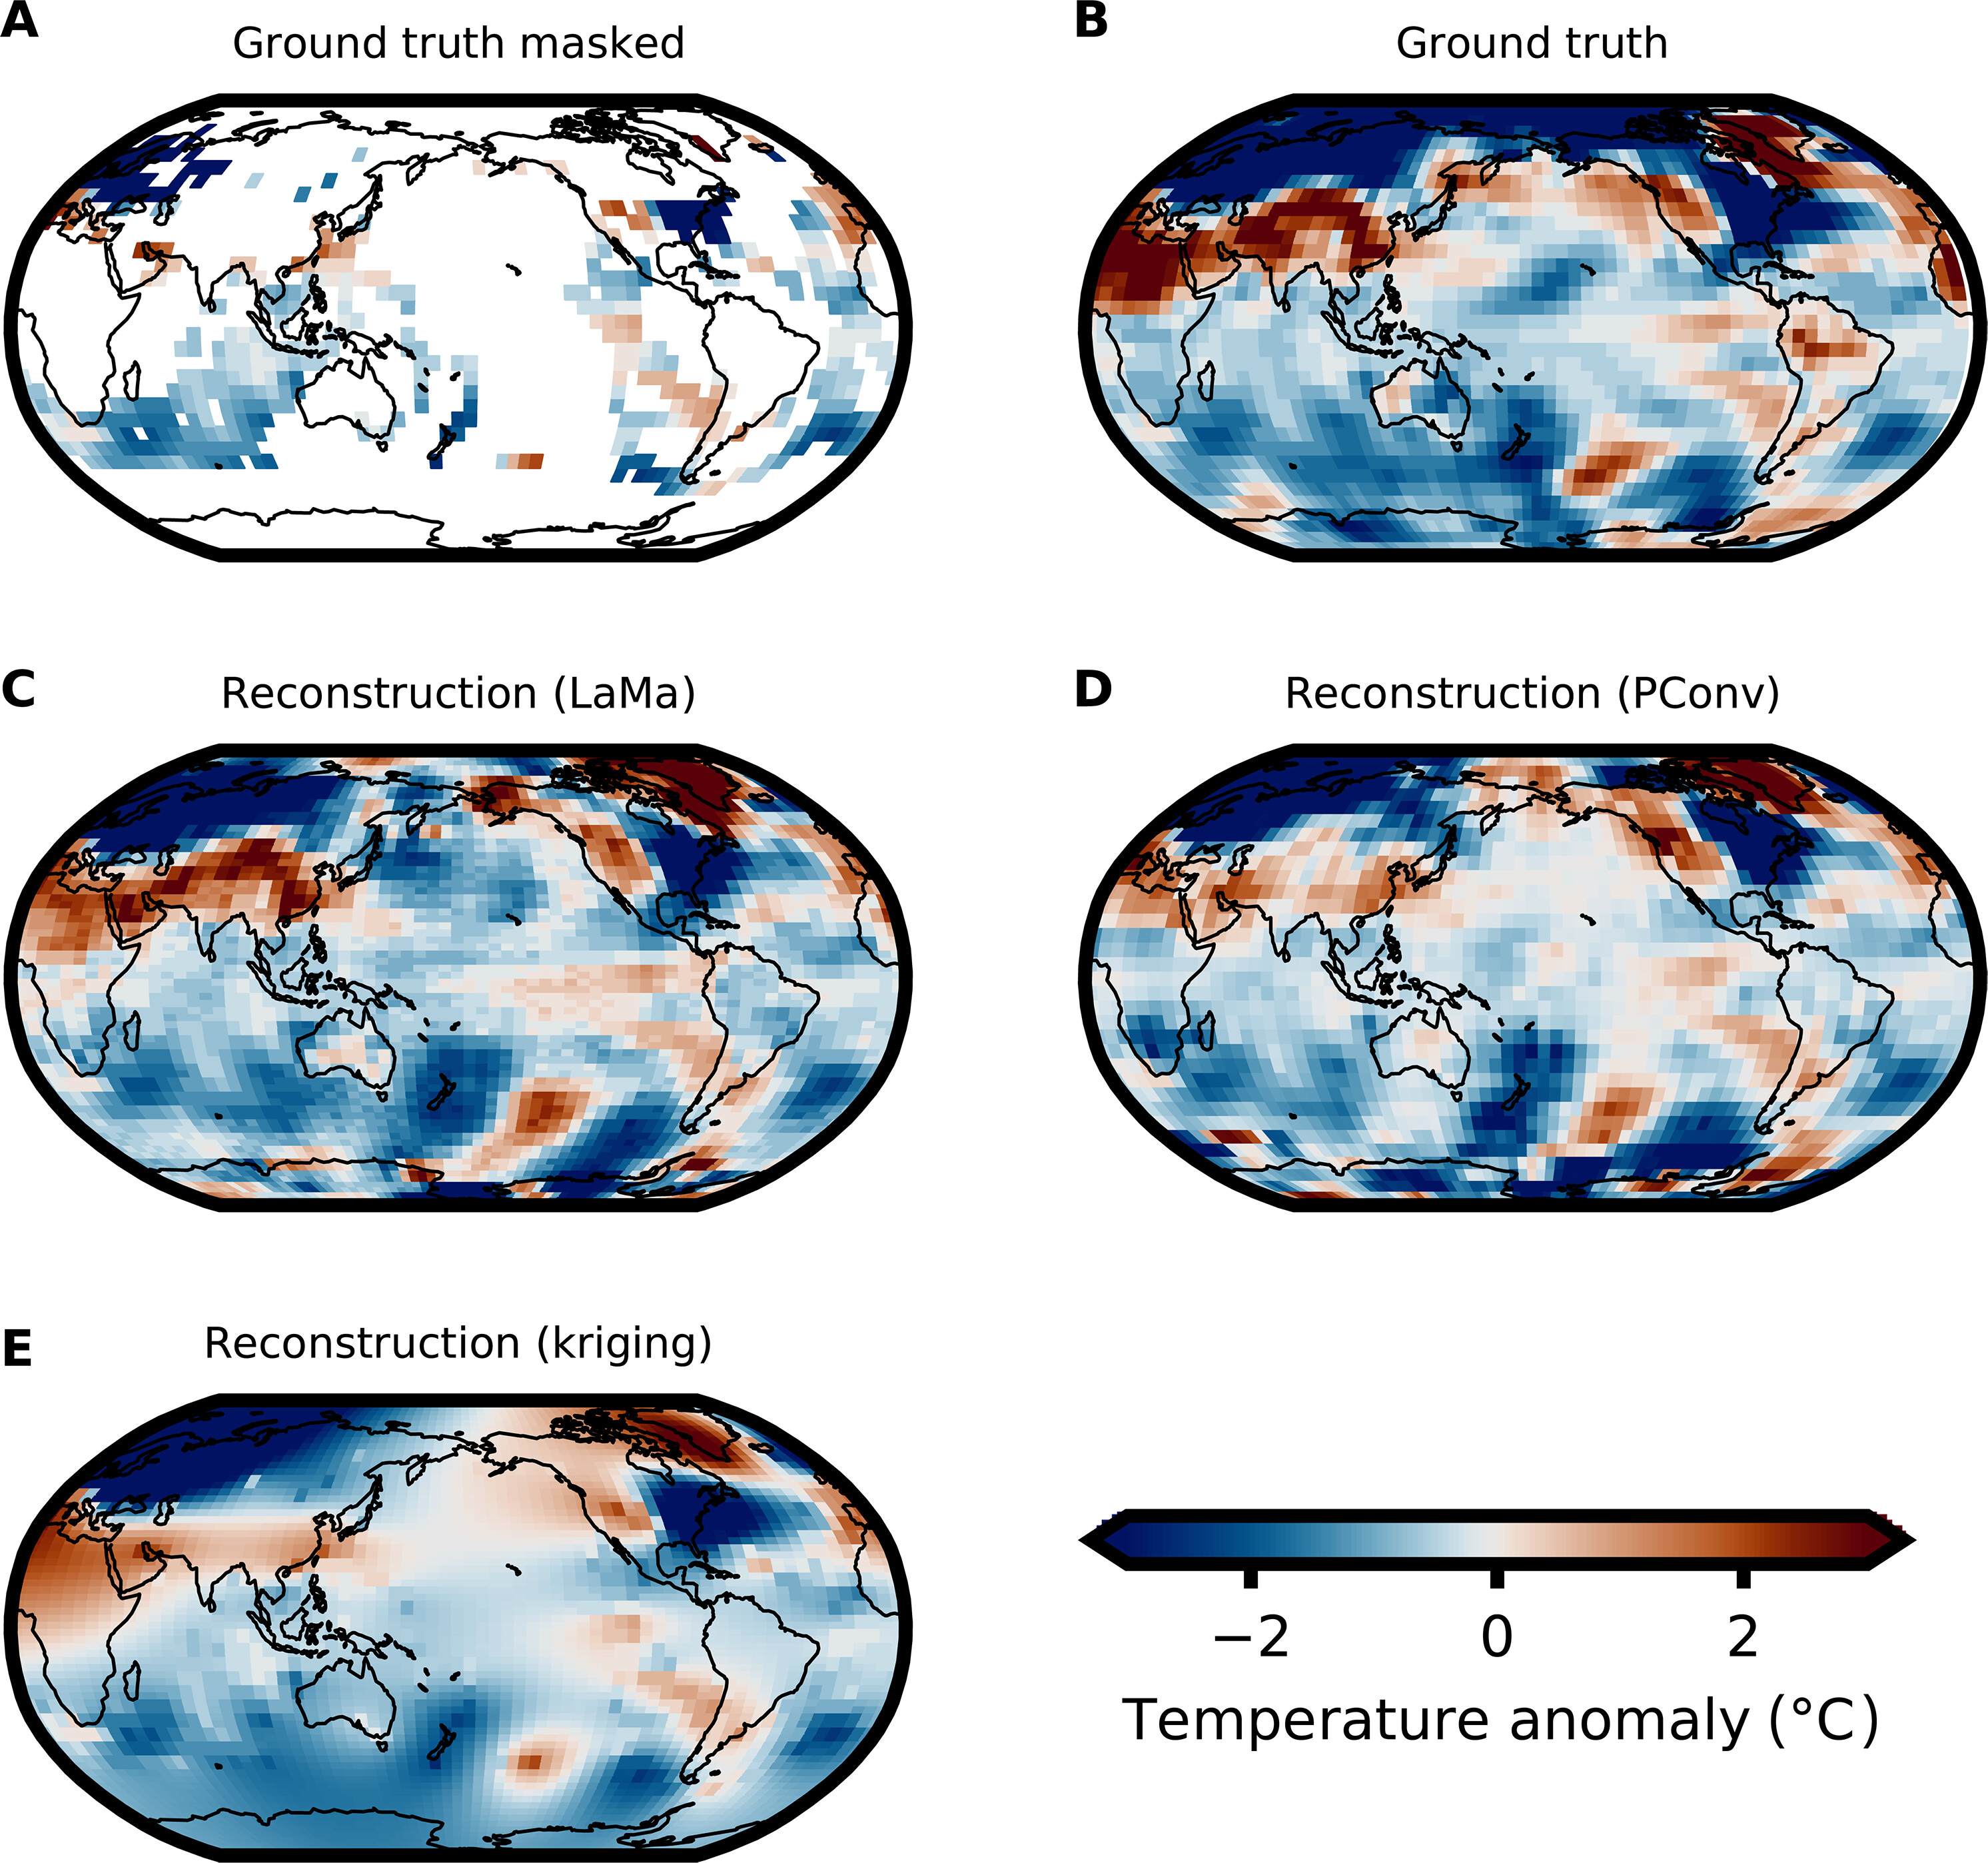 A
Ground truth masked
B
Ground truth
C
Reconstruction (LaMa)
D
Reconstruction (PConv)
E
Reconstruction (kriging)
−2 0 2
Temperature anomaly (°C)